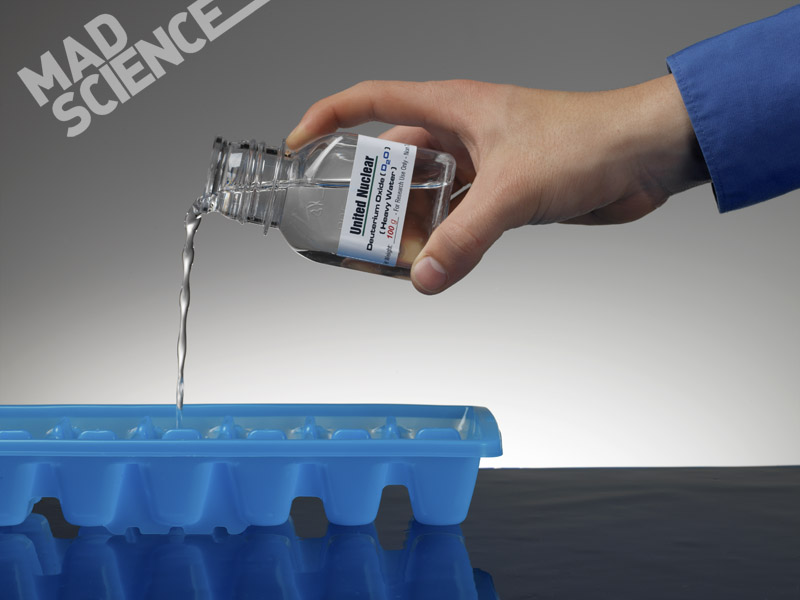 MAD
SCIENCE
United Nuclear
Deuterium Oxide [ D2O ]
[ Heavy Water ]
100 g. - For Research Use Only -